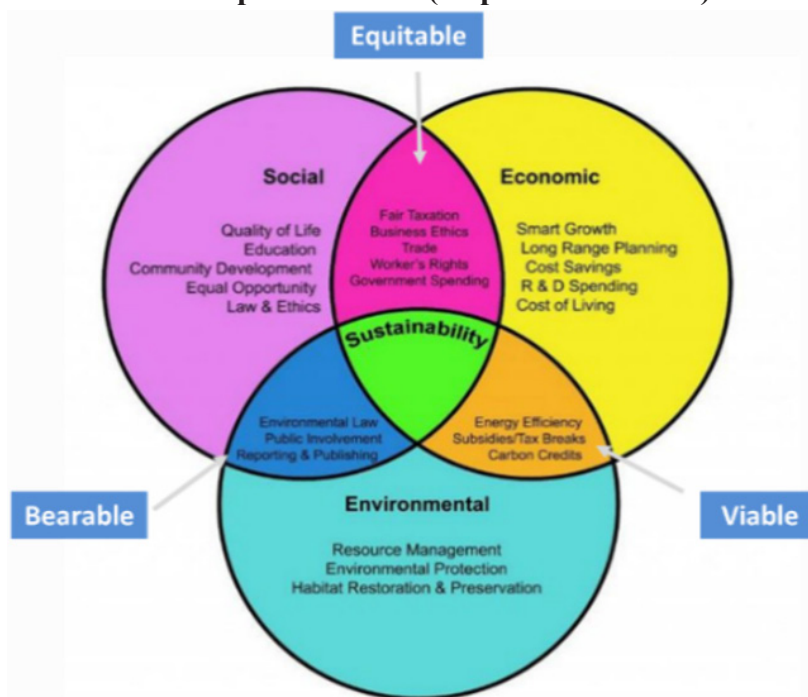 Equitable
Social
Quality of Life
Education
Community Development
Equal Opportunity
Law & Ethics
Fair Taxation
Business Ethics
Trade
Worker's Rights
Government Spending
Economic
Smart Growth
Long Range Planning
Cost Savings
R & D Spending
Cost of Living
Sustainability
Environmental Law
Public Involvement
Reporting & Publishing
Energy Efficiency
Subsidies/Tax Breaks
Carbon Credits
Bearable
Viable
Environmental
Resource Management
Environmental Protection
Habitat Restoration & Preservation